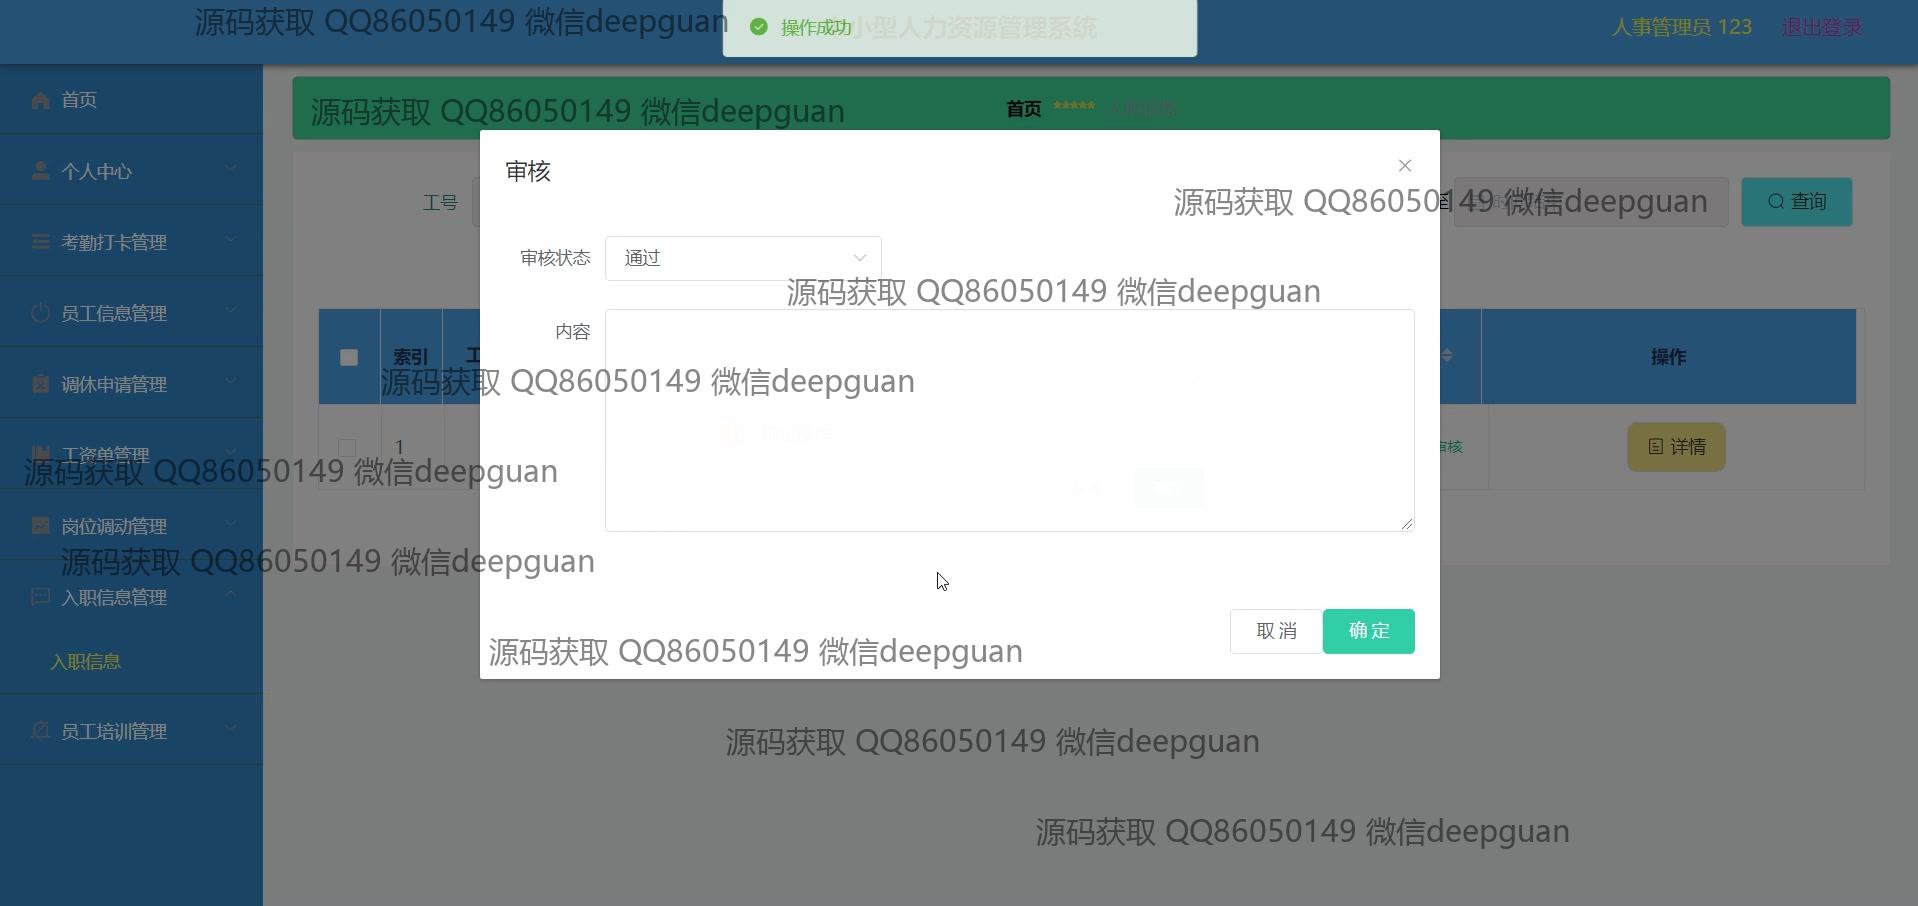 源码获取 QQ86050149 微信deepguan
操作成功
小型人力资源管理系统
人事管理员 123
退出登录
首页
个人中心
考勤打卡管理
员工信息管理
调休申请管理
工资单管理
岗位调动管理
入职信息管理
入职信息
员工培训管理
源码获取 QQ86050149 微信deepguan
首页 ***** 入职信息
工号
查询
源码获取 QQ86050149 微信deepguan
审核
审核状态
通过
源码获取 QQ86050149 微信deepguan
内容
索引
操作
源码获取 QQ86050149 微信deepguan
1
审核
详情
源码获取 QQ86050149 微信deepguan
源码获取 QQ86050149 微信deepguan
取消
确定
源码获取 QQ86050149 微信deepguan
源码获取 QQ86050149 微信deepguan
源码获取 QQ86050149 微信deepguan